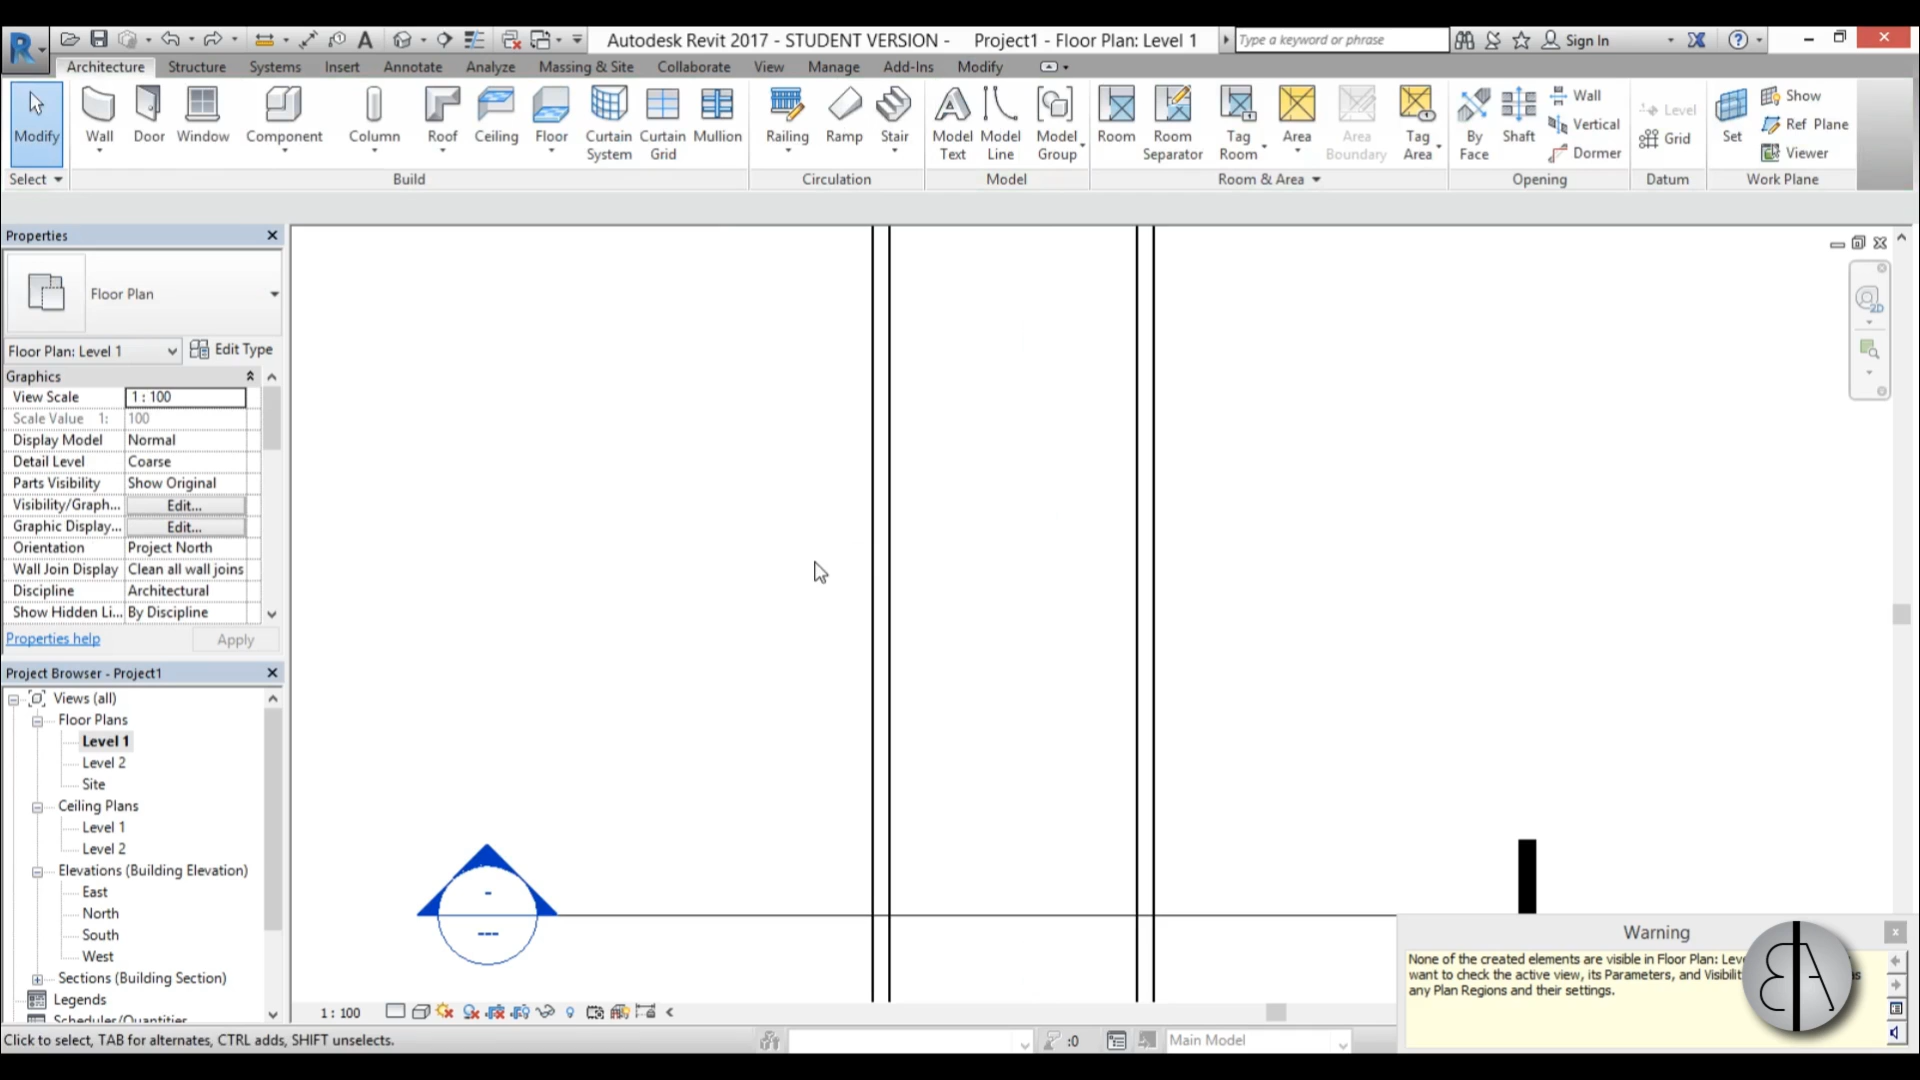 Autodesk Revit 2017 - STUDENT VERSION - Project1 - Floor Plan: Level 1
Type a keyword or phrase
Sign In
Architecture Structure Systems Insert Annotate Analyze Massing & Site Collaborate View Manage Add-Ins Modify
Modify Wall Door Window Component Column Roof Ceiling Floor Curtain System Curtain Grid Mullion Railing Ramp Stair Model Text Model Line Model Group Room Room Separator Tag Room Area Area Boundary Tag Area By Face Shaft Wall Vertical Dormer Level Grid Set Show Ref Plane Viewer
Select Build Circulation Model Room & Area Opening Datum Work Plane
Properties
Floor Plan
2D
Floor Plan: Level 1 Edit Type
Graphics
View Scale 1 : 100
Scale Value 1: 100
Display Model Normal
Detail Level Coarse
Parts Visibility Show Original
Visibility/Graph... Edit...
Graphic Display... Edit...
Orientation Project North
Wall Join Display Clean all wall joins
Discipline Architectural
Show Hidden Li... By Discipline
Properties help Apply
Project Browser - Project1
Views (all)
Floor Plans
Level 1
Level 2
Site
Ceiling Plans
Level 1
Level 2
Elevations (Building Elevation)
East
North
South
West
Sections (Building Section)
Legends
- 
---
Warning
None of the created elements are visible in Floor Plan:
want to check the active view, its Parameters, and
any Plan Regions and their settings.
1 : 100
Click to select, TAB for alternates, CTRL adds, SHIFT unselects.
:0
Main Model